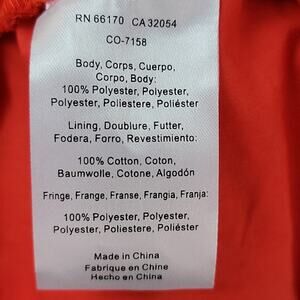 RN 66170 CA 32054
CO-7158
Body, Corps, Cuerpo,
Corpo, Body:
100% Polyester, Polyester,
Polyester, Poliestere, Poliéster
Lining, Doublure, Futter,
Fodera, Forro, Revestimiento:
100% Cotton, Coton,
Baumwolle, Cotone, Algodón
Fringe, Frange, Franse, Frangia, Franja:
100% Polyester, Polyester,
Polyester, Poliestere, Poliéster
Made in China
Fabrique en Chine
Hecho en China